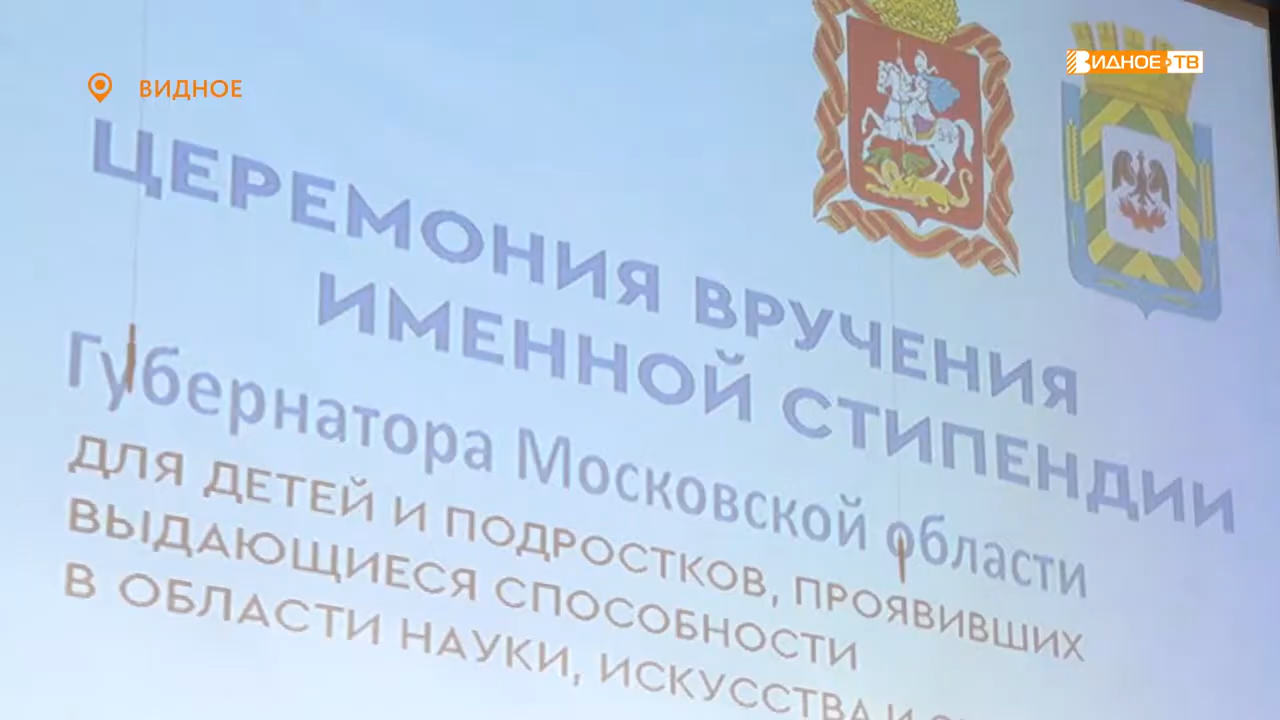 ВИДНОЕ
ВИДНОЕ ТВ
ЦЕРЕМОНИЯ ВРУЧЕНИЯ
ИМЕННОЙ СТИПЕНДИИ
Губернатора Московской области
ДЛЯ ДЕТЕЙ И ПОДРОСТКОВ, ПРОЯВИВШИХ
ВЫДАЮЩИЕСЯ СПОСОБНОСТИ
В ОБЛАСТИ НАУКИ, ИСКУССТВА И